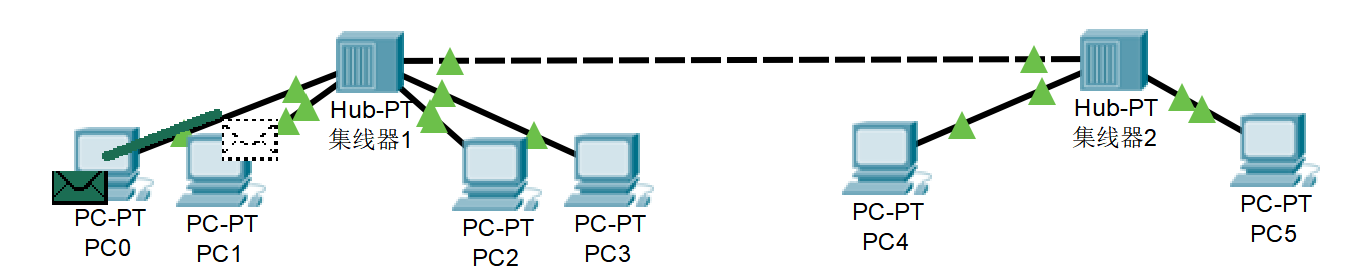 Hub-PT
集线器1
Hub-PT
集线器2
PC-PT
PC0
PC-PT
PC1
PC-PT
PC2
PC-PT
PC3
PC-PT
PC4
PC-PT
PC5